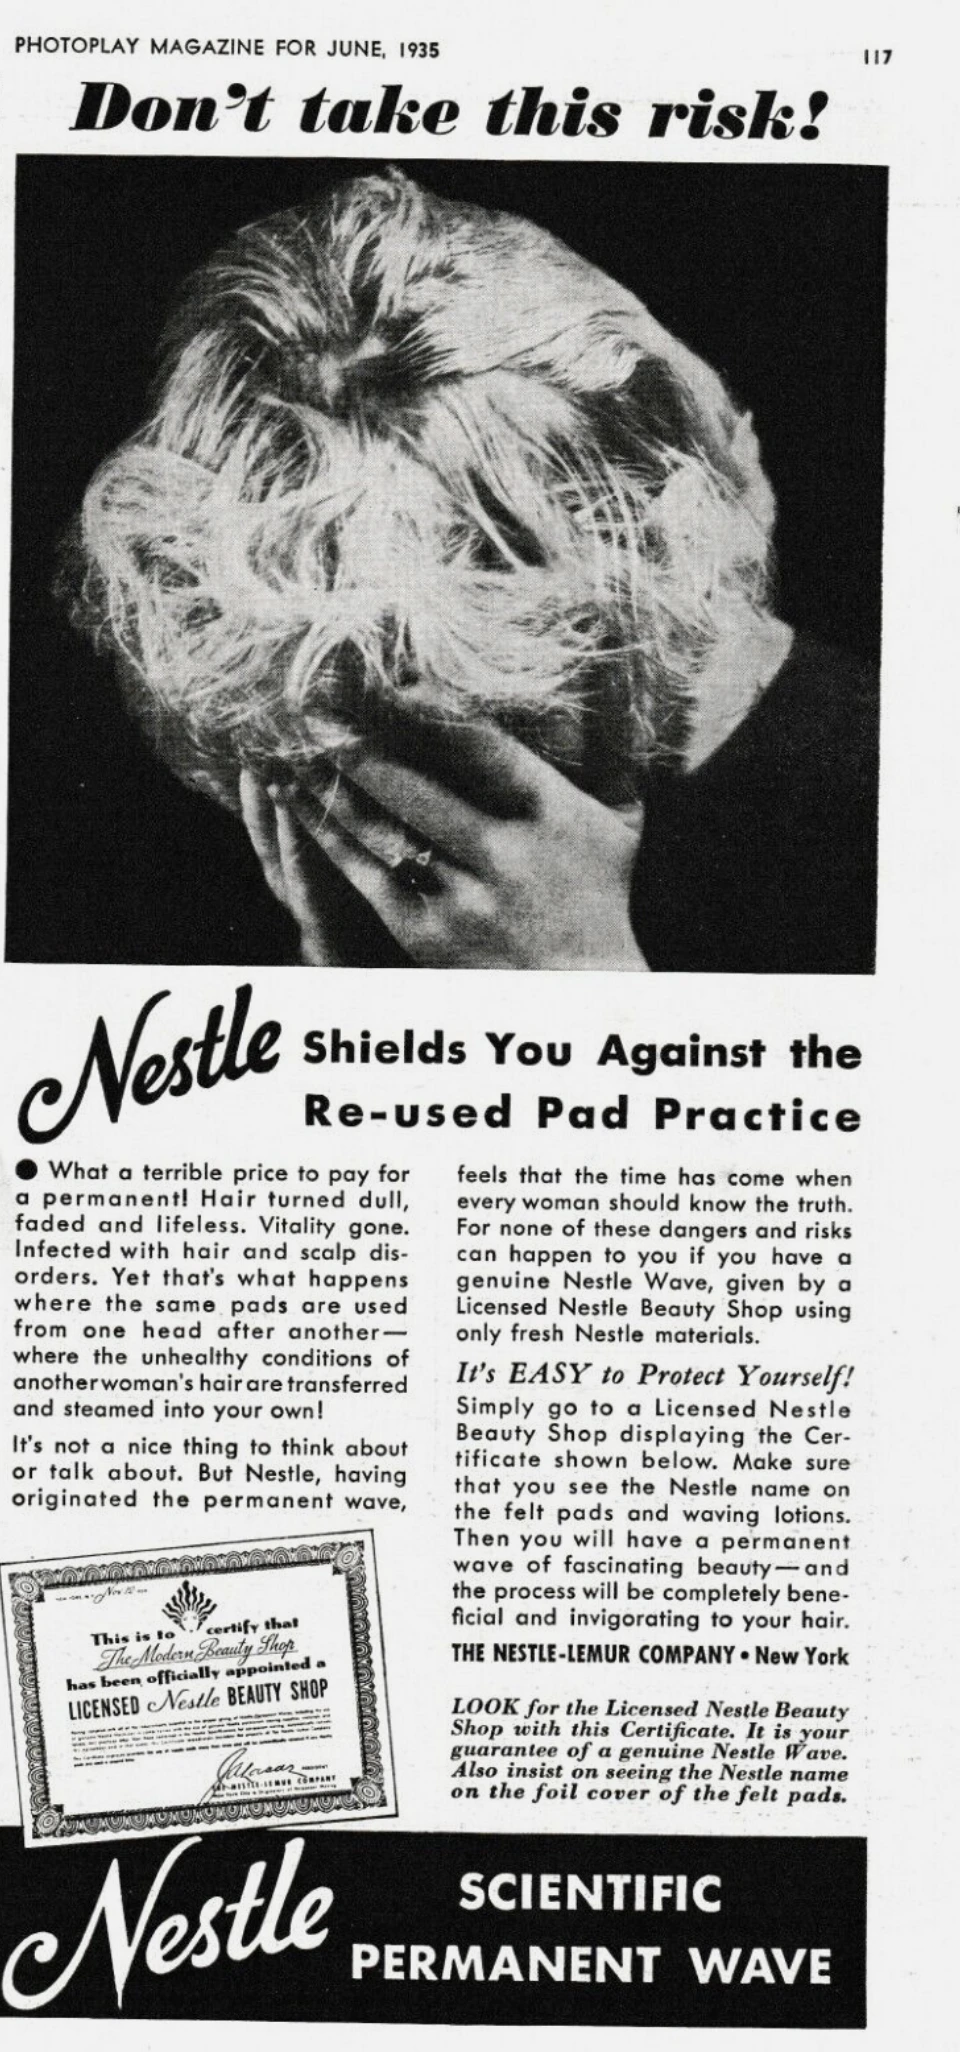 PHOTOPLAY MAGAZINE FOR JUNE, 1935
117
Don't take this risk!
Nestle Shields You Against the
Re-used Pad Practice
● What a terrible price to pay for
a permanent! Hair turned dull,
faded and lifeless. Vitality gone.
Infected with hair and scalp dis-
orders. Yet that's what happens
where the same pads are used
from one head after another—
where the unhealthy conditions of
another woman's hair are transferred
and steamed into your own!
It's not a nice thing to think about
or talk about. But Nestle, having
originated the permanent wave,
feels that the time has come when
every woman should know the truth.
For none of these dangers and risks
can happen to you if you have a
genuine Nestle Wave, given by a
Licensed Nestle Beauty Shop using
only fresh Nestle materials.
It's EASY to Protect Yourself!
Simply go to a Licensed Nestle
Beauty Shop displaying the Cer-
tificate shown below. Make sure
that you see the Nestle name on
the felt pads and waving lotions.
Then you will have a permanent
wave of fascinating beauty—and
the process will be completely bene-
ficial and invigorating to your hair.
THE NESTLE-LEMUR COMPANY • New York
LOOK for the Licensed Nestle Beauty
Shop with this Certificate. It is your
guarantee of a genuine Nestle Wave.
Also insist on seeing the Nestle name
on the foil cover of the felt pads.
This is to certify that
The Modern Beauty Shop
has been officially appointed a
LICENSED Nestle BEAUTY SHOP
THE NESTLE-LEMUR COMPANY
Nestle
SCIENTIFIC
PERMANENT WAVE